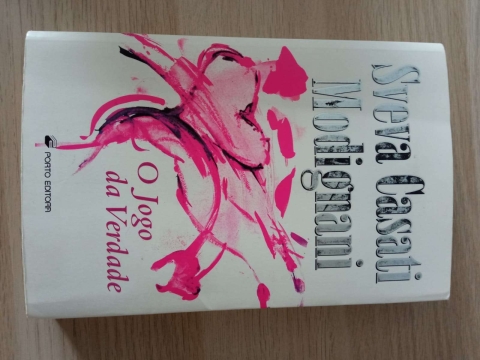 Sveva Casati
Modignani
O Jogo
da Verdade
PORTO EDITORA